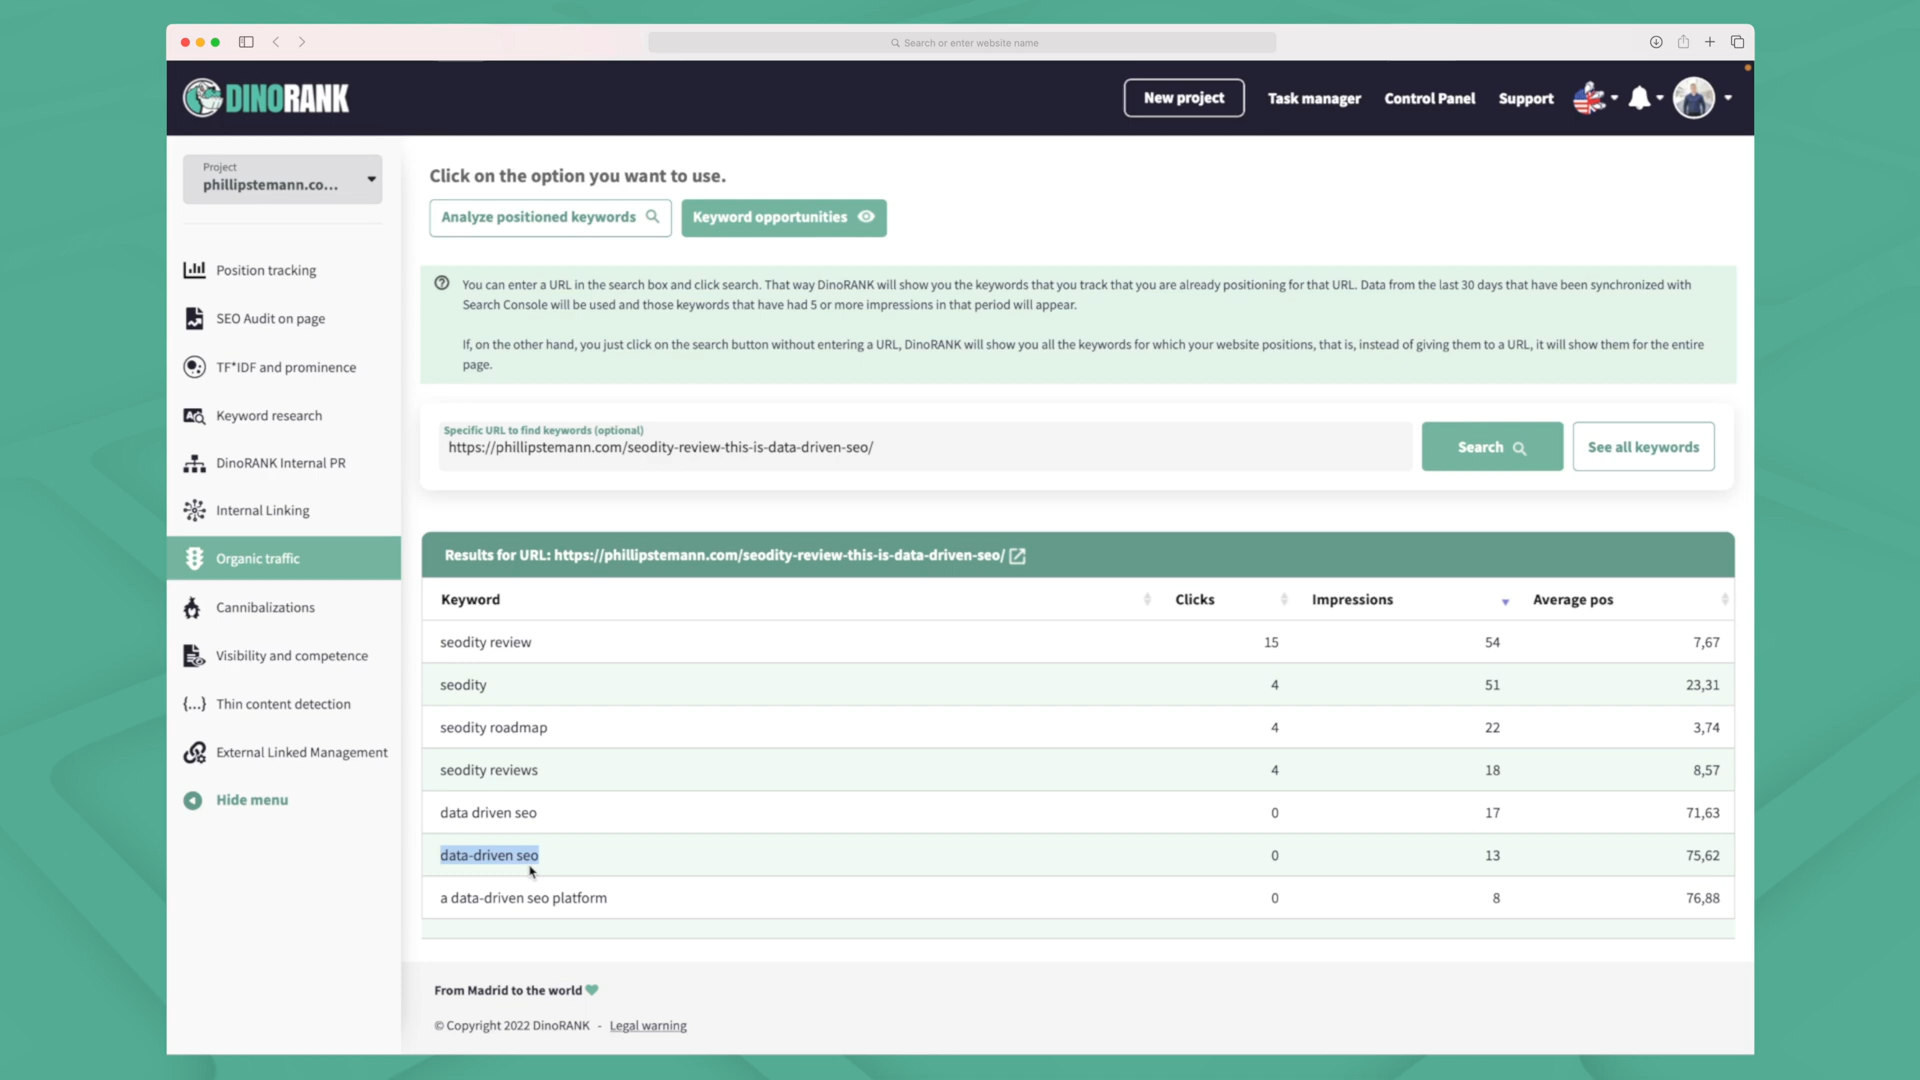 Search or enter website name
DINORANK
New project
Task manager
Control Panel
Support
Project
phillipstemann.co...
Position tracking
SEO Audit on page
TF*IDF and prominence
Keyword research
DinoRANK Internal PR
Internal Linking
Organic traffic
Cannibalizations
Visibility and competence
{...} Thin content detection
External Linked Management
Hide menu
Click on the option you want to use.
Analyze positioned keywords
Keyword opportunities
You can enter a URL in the search box and click search. That way DinoRANK will show you the keywords that you track that you are already positioning for that URL. Data from the last 30 days that have been synchronized with
Search Console will be used and those keywords that have had 5 or more impressions in that period will appear.
If, on the other hand, you just click on the search button without entering a URL, DinoRANK will show you all the keywords for which your website positions, that is, instead of giving them to a URL, it will show them for the entire
page.
Specific URL to find keywords (optional)
https://phillipstemann.com/seodity-review-this-is-data-driven-seo/
Search
See all keywords
Results for URL: https://phillipstemann.com/seodity-review-this-is-data-driven-seo/
Keyword Clicks Impressions Average pos
seodity review 15 54 7,67
seodity 4 51 23,31
seodity roadmap 4 22 3,74
seodity reviews 4 18 8,57
data driven seo 0 17 71,63
data-driven seo 0 13 75,62
a data-driven seo platform 0 8 76,88
From Madrid to the world
© Copyright 2022 DinoRANK - Legal warning